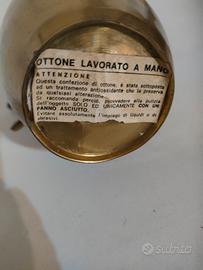 OTTONE LAVORATO A MANO
ATTENZIONE
Questa confezione di ottone, è stata sottoposta
ad un trattamento antiossidante che la preserva
da qualsiasi alterazione.
Si raccomanda perciò, provvedere alla pulizia
dell'oggetto SOLO ED UNICAMENTE CON UN
PANNO ASCIUTTO.
Evitare assolutamente l'impiego di liquidi o di
abrasivi.
subito